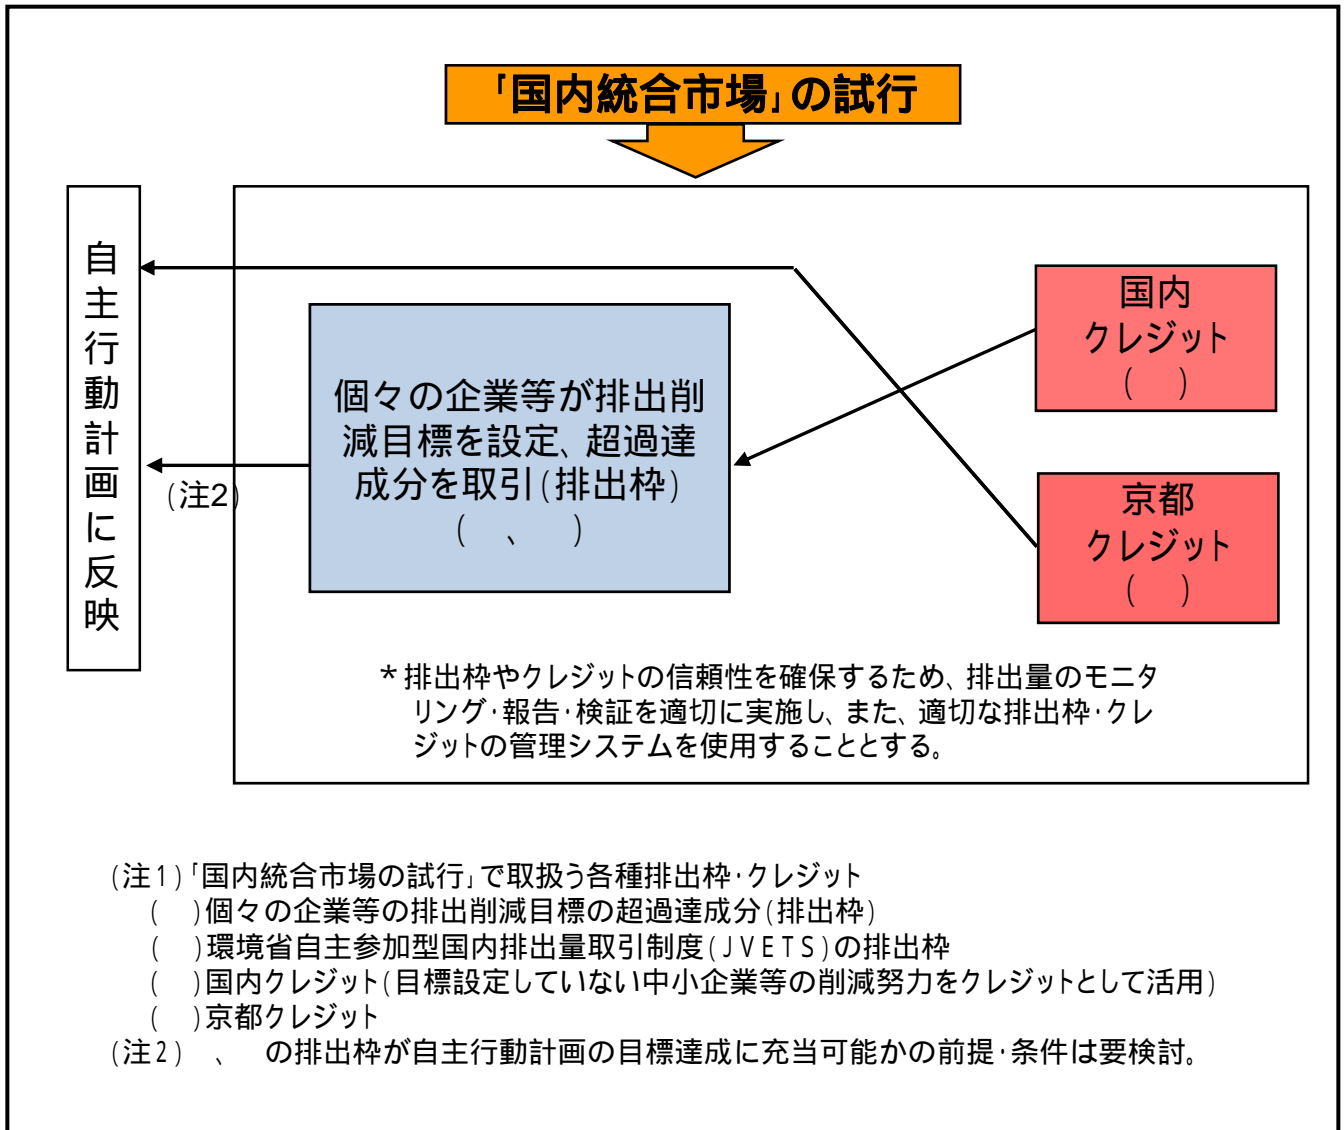 「国内統合市場」の試行
自主行動計画に反映
国内
クレジット
(　)
個々の企業等が排出削
減目標を設定、超過達
成分を取引(排出枠)
(　、　)
(注2)
京都
クレジット
(　)
＊排出枠やクレジットの信頼性を確保するため、排出量のモニタ
リング・報告・検証を適切に実施し、また、適切な排出枠・クレ
ジットの管理システムを使用することとする。
(注1)「国内統合市場の試行」で取扱う各種排出枠・クレジット
(　)個々の企業等の排出削減目標の超過達成分(排出枠)
(　)環境省自主参加型国内排出量取引制度(JVETS)の排出枠
(　)国内クレジット(目標設定していない中小企業等の削減努力をクレジットとして活用)
(　)京都クレジット
(注2)　、　の排出枠が自主行動計画の目標達成に充当可能かの前提・条件は要検討。